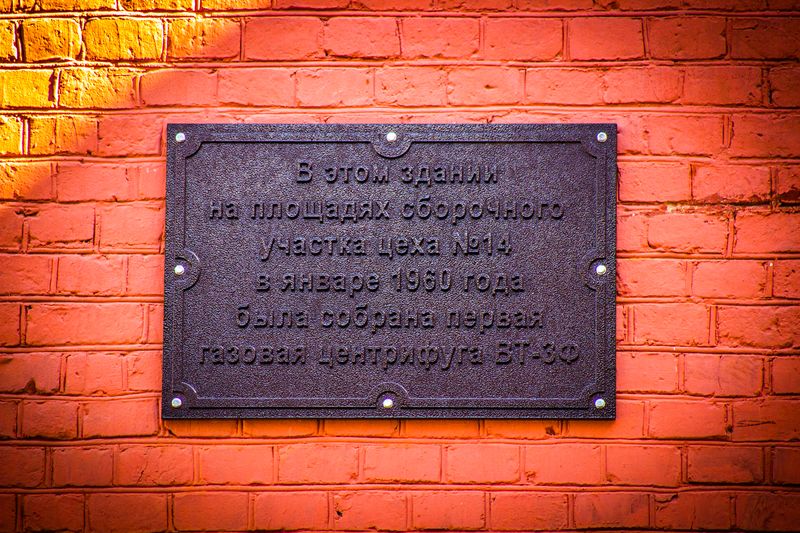 В этом здании
на площадях сборочного
участка цеха №14
в январе 1960 года
была собрана первая
газовая центрифуга ВТ-3Ф